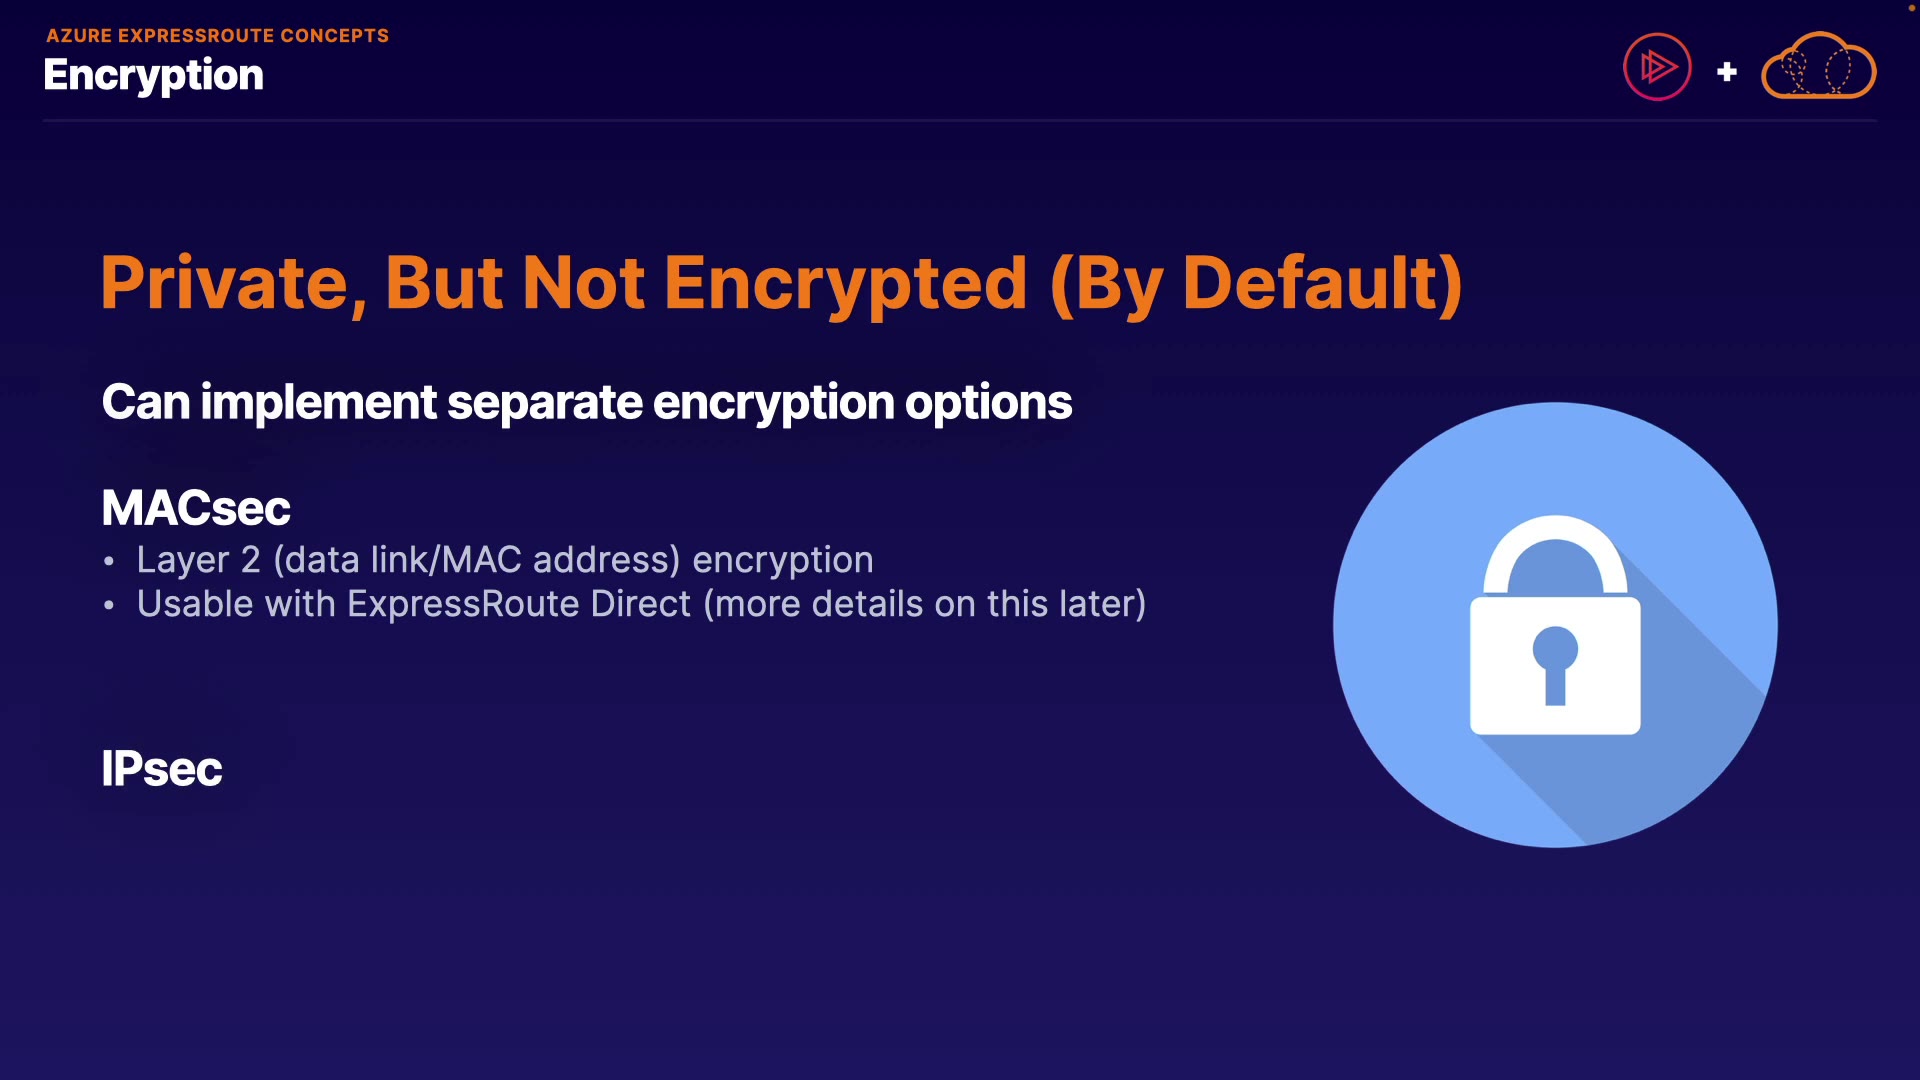 AZURE EXPRESSROUTE CONCEPTS
Encryption
+
Private, But Not Encrypted (By Default)
Can implement separate encryption options
MACsec
• Layer 2 (data link/MAC address) encryption
• Usable with ExpressRoute Direct (more details on this later)
IPsec